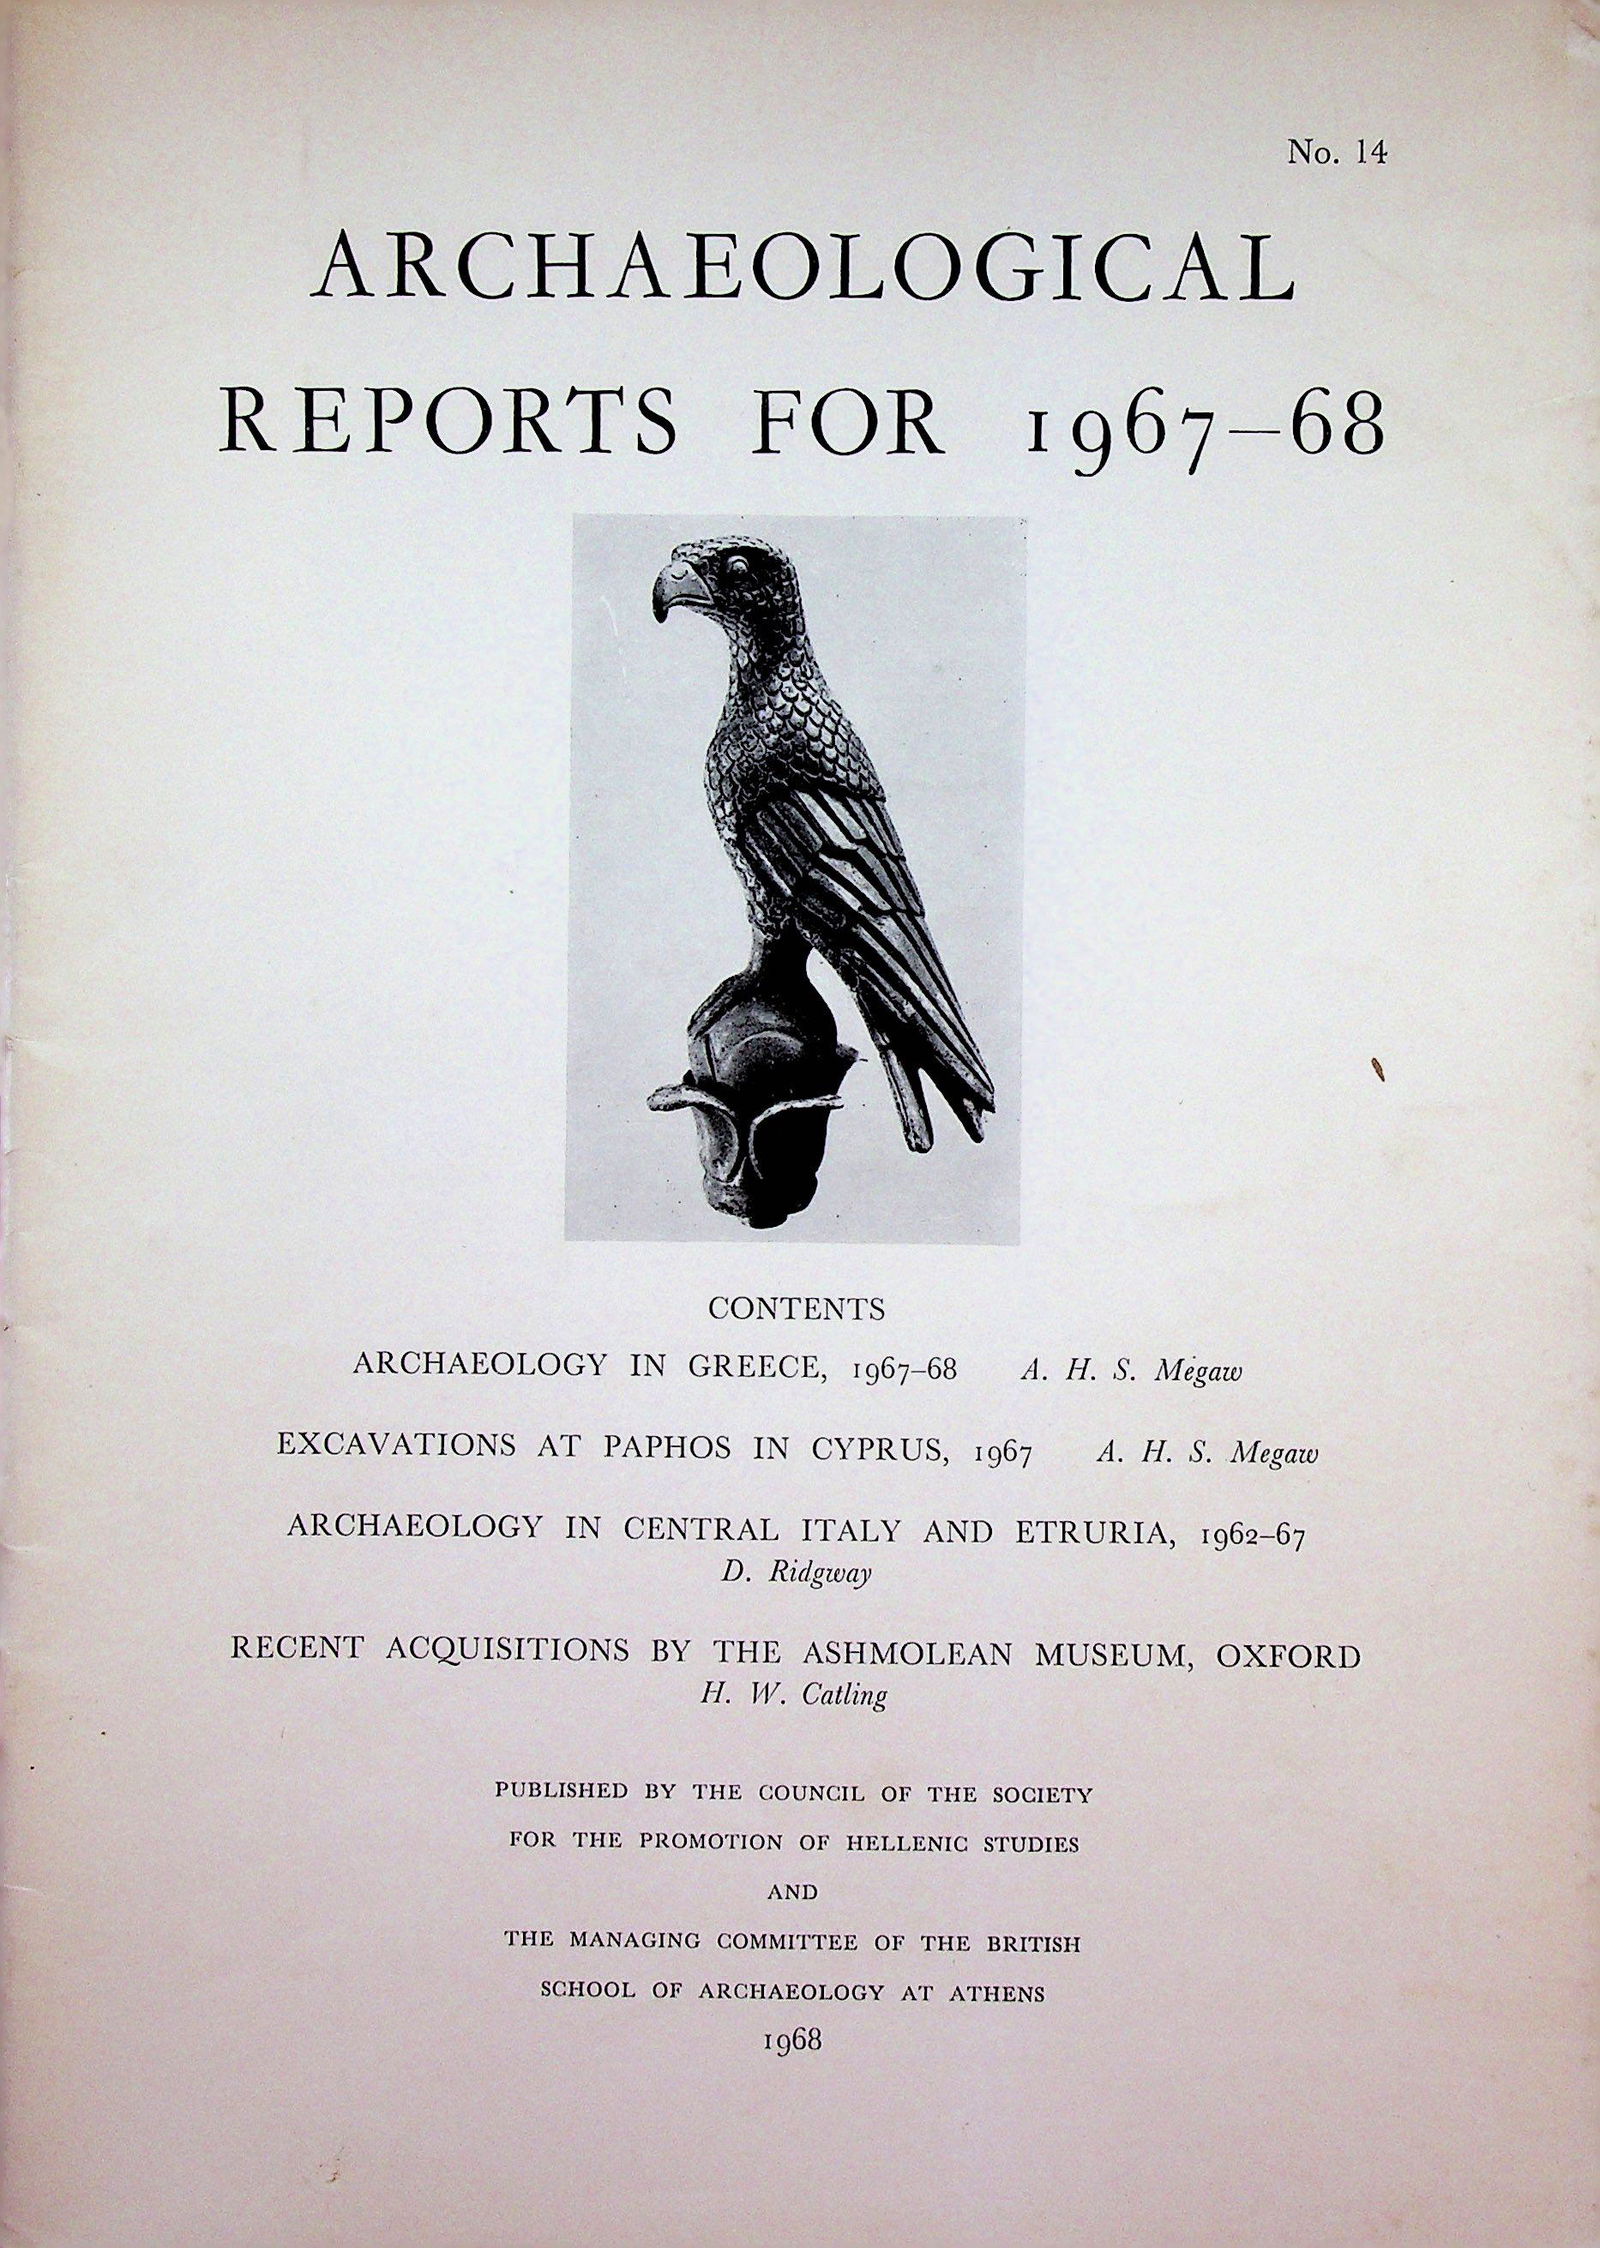 No. 14
ARCHAEOLOGICAL
REPORTS FOR 1967–68
CONTENTS
ARCHAEOLOGY IN GREECE, 1967–68 A. H. S. Megaw
EXCAVATIONS AT PAPHOS IN CYPRUS, 1967 A. H. S. Megaw
ARCHAEOLOGY IN CENTRAL ITALY AND ETRURIA, 1962–67
D. Ridgway
RECENT ACQUISITIONS BY THE ASHMOLEAN MUSEUM, OXFORD
H. W. Catling
PUBLISHED BY THE COUNCIL OF THE SOCIETY
FOR THE PROMOTION OF HELLENIC STUDIES
AND
THE MANAGING COMMITTEE OF THE BRITISH
SCHOOL OF ARCHAEOLOGY AT ATHENS
1968